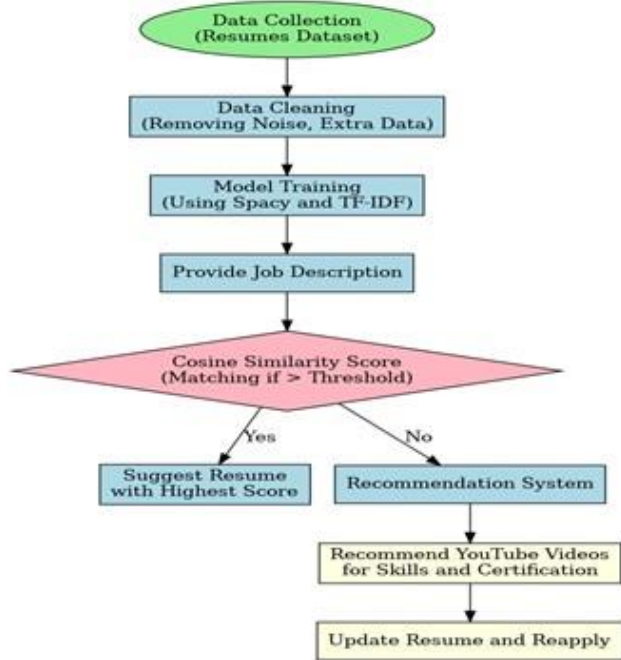 Data Collection
(Resumes Dataset)
Data Cleaning
(Removing Noise, Extra Data)
Model Training
(Using Spacy and TF-IDF)
Provide Job Description
Cosine Similarity Score
(Matching if > Threshold)
Yes
No
Suggest Resume
with Highest Score
Recommendation System
Recommend YouTube Videos
for Skills and Certification
Update Resume and Reapply